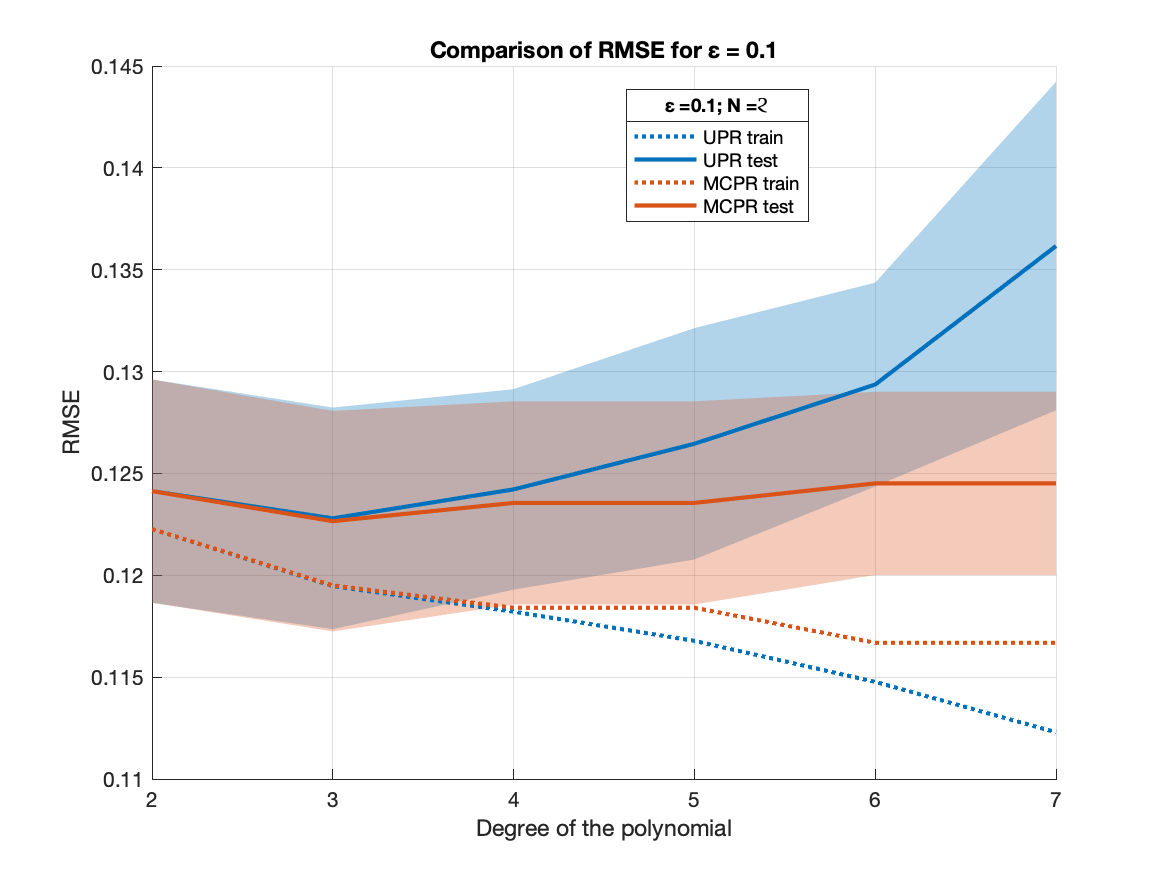 Comparison of RMSE for ε = 0.1
0.145
0.14
0.135
0.13
0.125
0.12
0.115
0.11
RMSE
ε =0.1; N =2
UPR train
UPR test
MCPR train
MCPR test
2 3 4 5 6 7
Degree of the polynomial